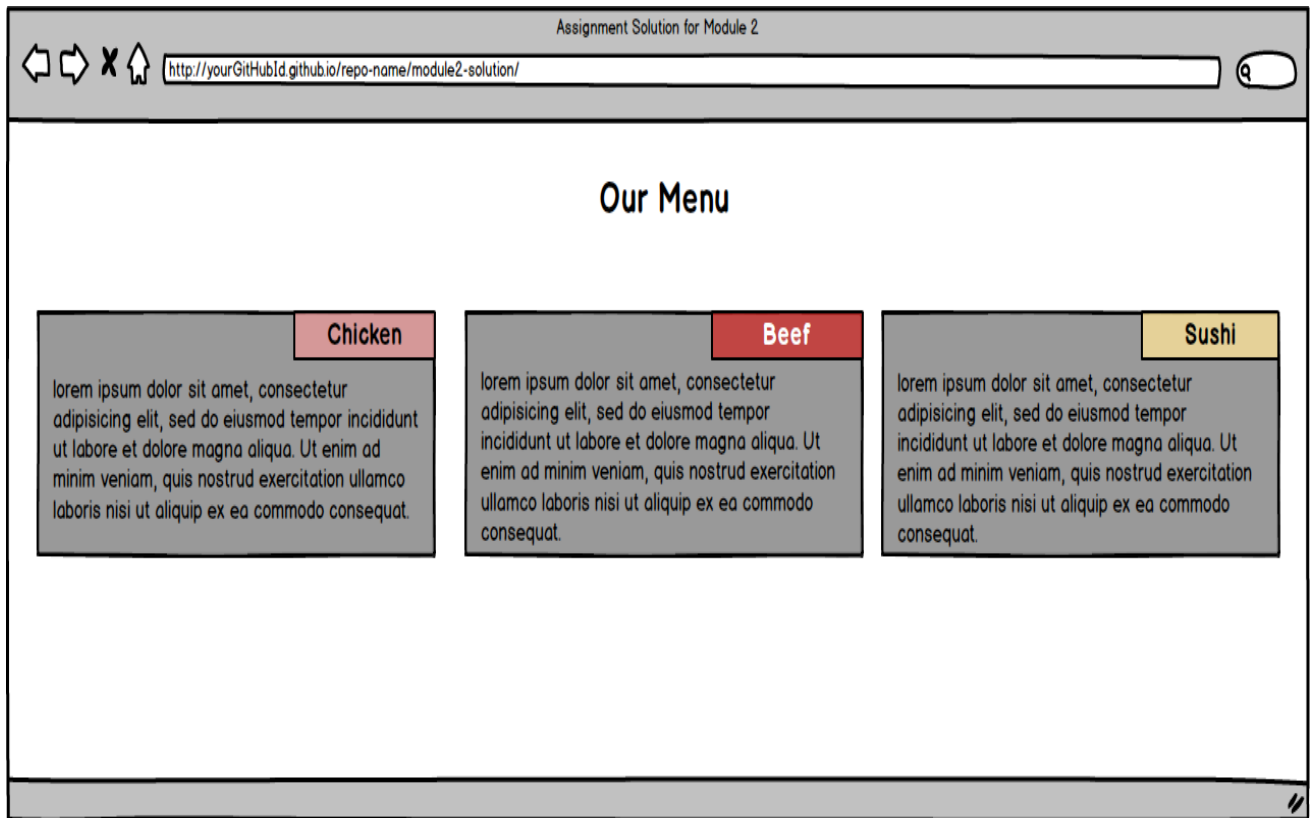 Assignment Solution for Module 2
http://yourGitHubId.github.io/repo-name/module2-solution/
Our Menu
Chicken
lorem ipsum dolor sit amet, consectetur
adipisicing elit, sed do eiusmod tempor incididunt
ut labore et dolore magna aliqua. Ut enim ad
minim veniam, quis nostrud exercitation ullamco
laboris nisi ut aliquip ex ea commodo consequat.
Beef
lorem ipsum dolor sit amet, consectetur
adipisicing elit, sed do eiusmod tempor
incididunt ut labore et dolore magna aliqua. Ut
enim ad minim veniam, quis nostrud exercitation
ullamco laboris nisi ut aliquip ex ea commodo
consequat.
Sushi
lorem ipsum dolor sit amet, consectetur
adipisicing elit, sed do eiusmod tempor
incididunt ut labore et dolore magna aliqua. Ut
enim ad minim veniam, quis nostrud exercitation
ullamco laboris nisi ut aliquip ex ea commodo
consequat.